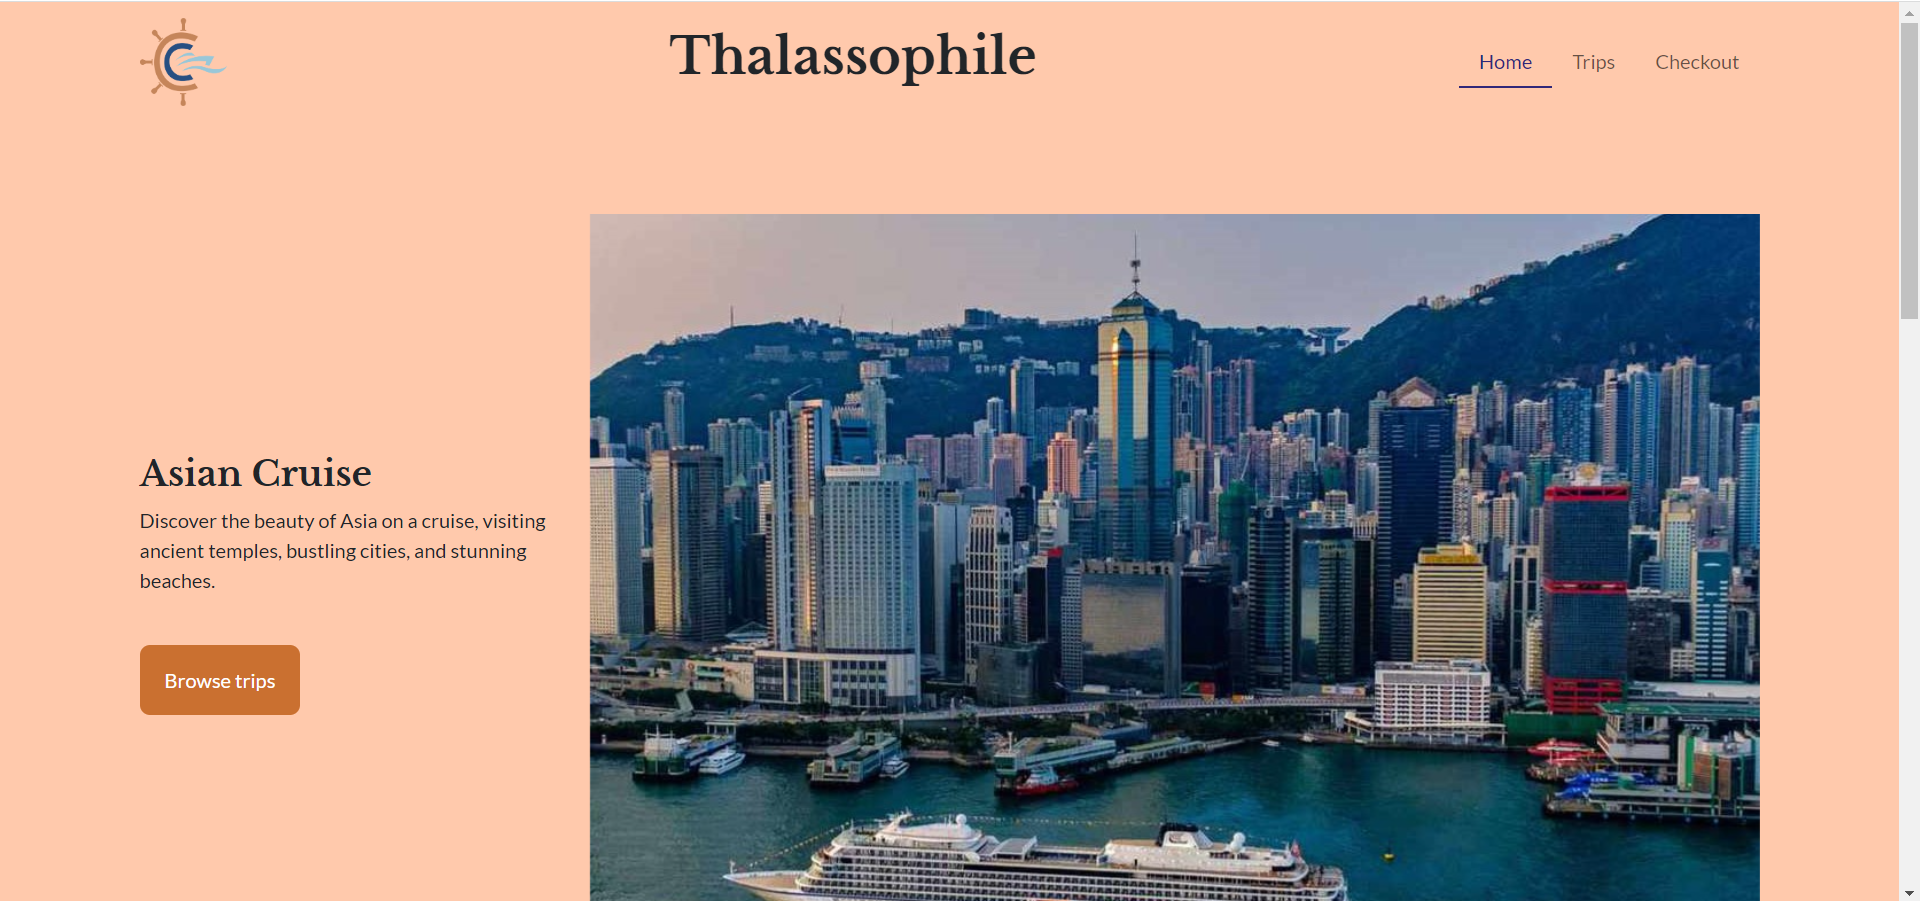 Thalassophile
Home
Trips
Checkout
Asian Cruise
Discover the beauty of Asia on a cruise, visiting
ancient temples, bustling cities, and stunning
beaches.
Browse trips